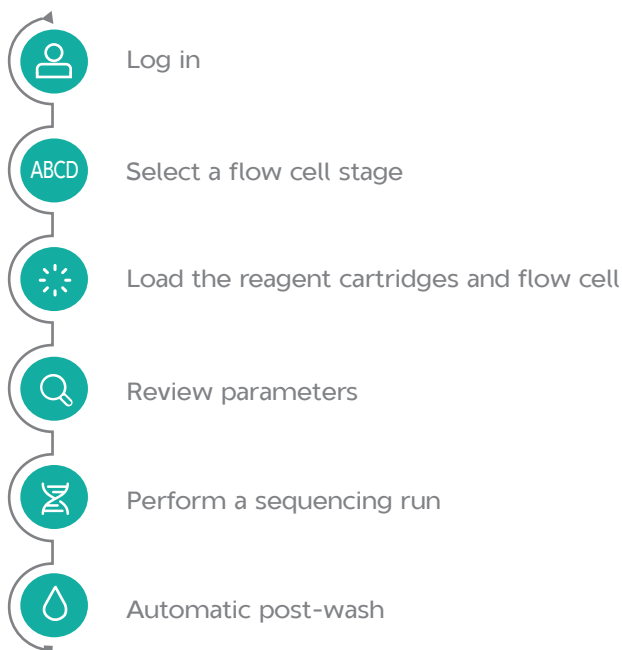 Log in
ABCD
Select a flow cell stage
Load the reagent cartridges and flow cell
Review parameters
Perform a sequencing run
Automatic post-wash